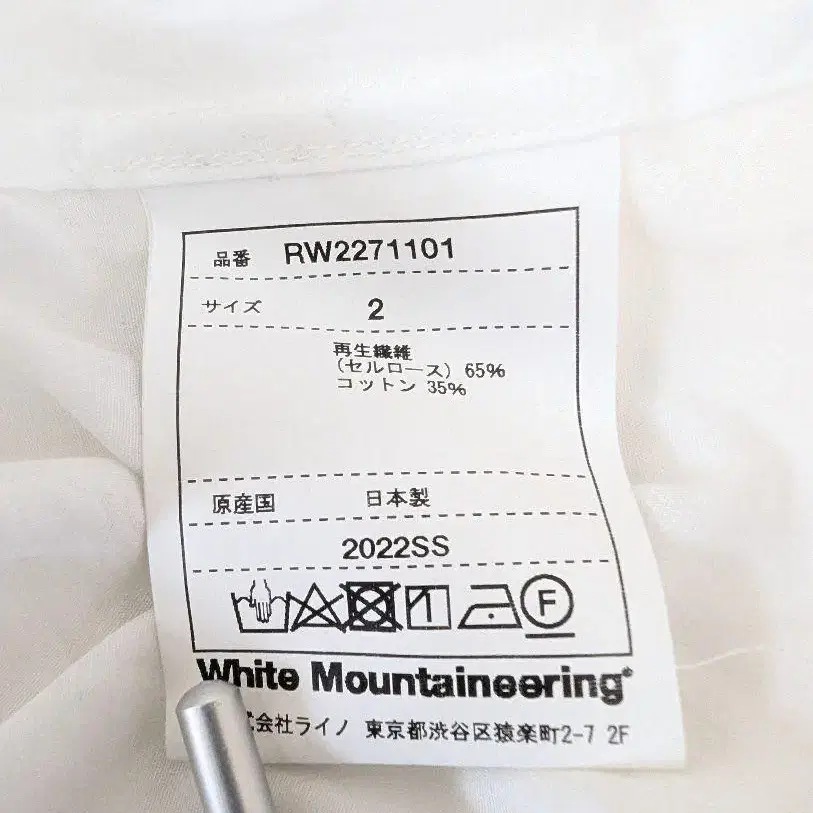 品番 RW2271101
サイズ 2
再生繊維
(セルロース) 65%
コットン 35%
原産国 日本製
2022SS
F
White Mountaineering
会社ライノ 東京都渋谷区猿楽町2-7 2F